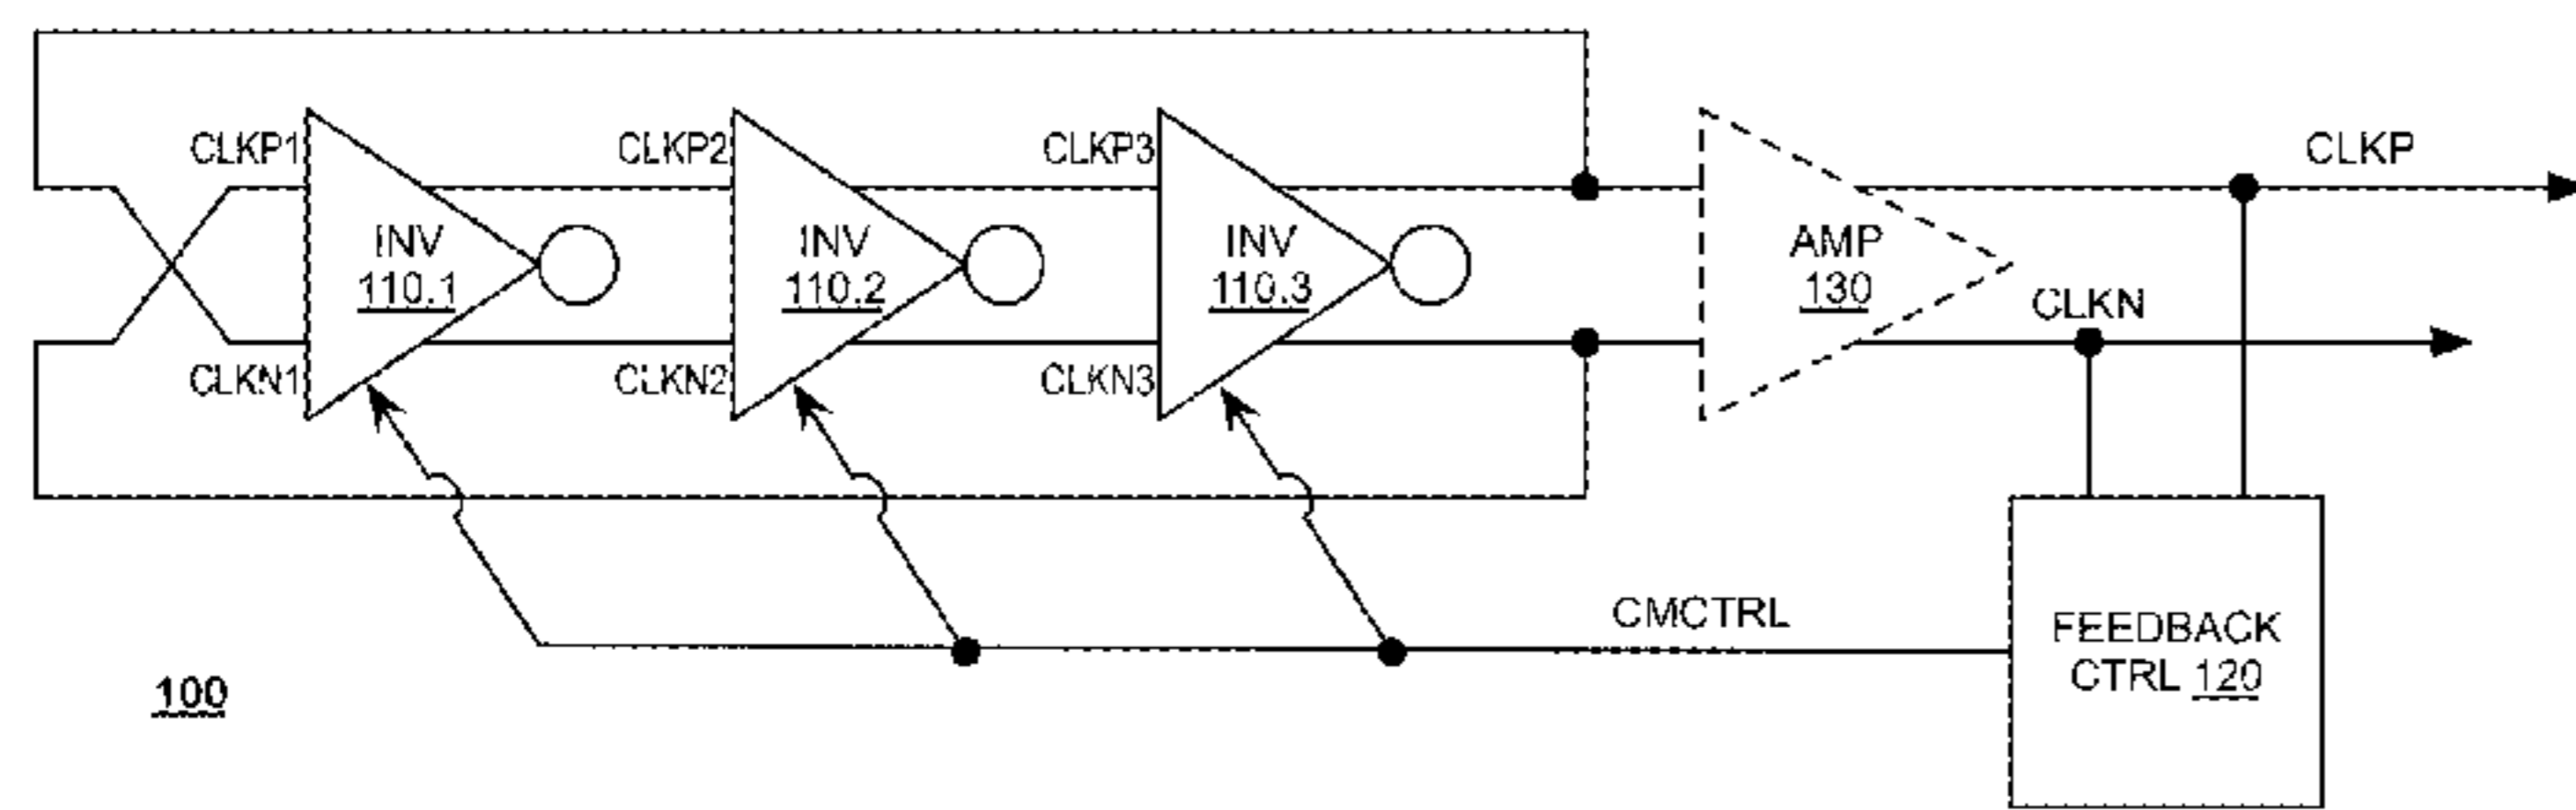 CLKP1
CLKP2
CLKP3
CLKP
INV
110.1
INV
110.2
INV
110.3
AMP
130
CLKN
CLKN1
CLKN2
CLKN3
CMCTRL
FEEDBACK
CTRL 120
100